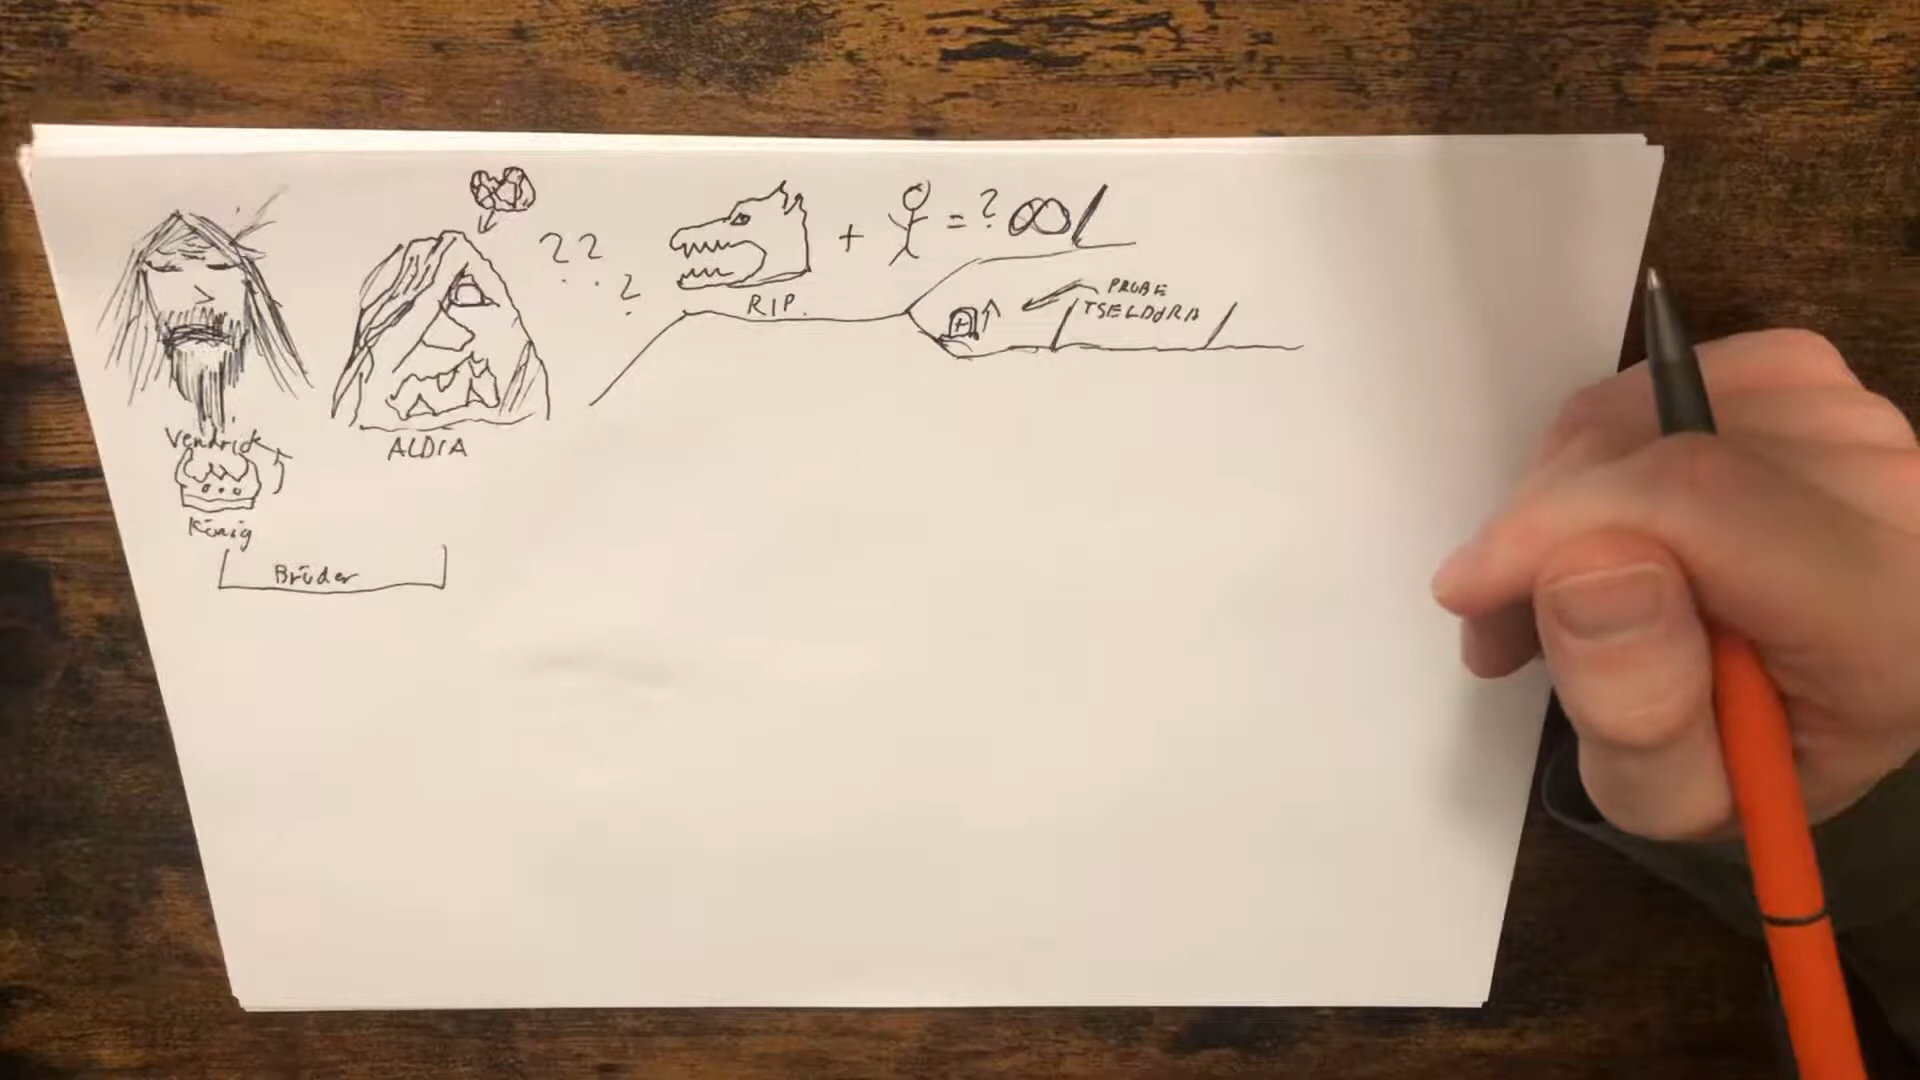 Vendrick
König
Brüder
ALDIA
?? ?
RIP.
+ = ? ∞
PROBE
TSELDORA